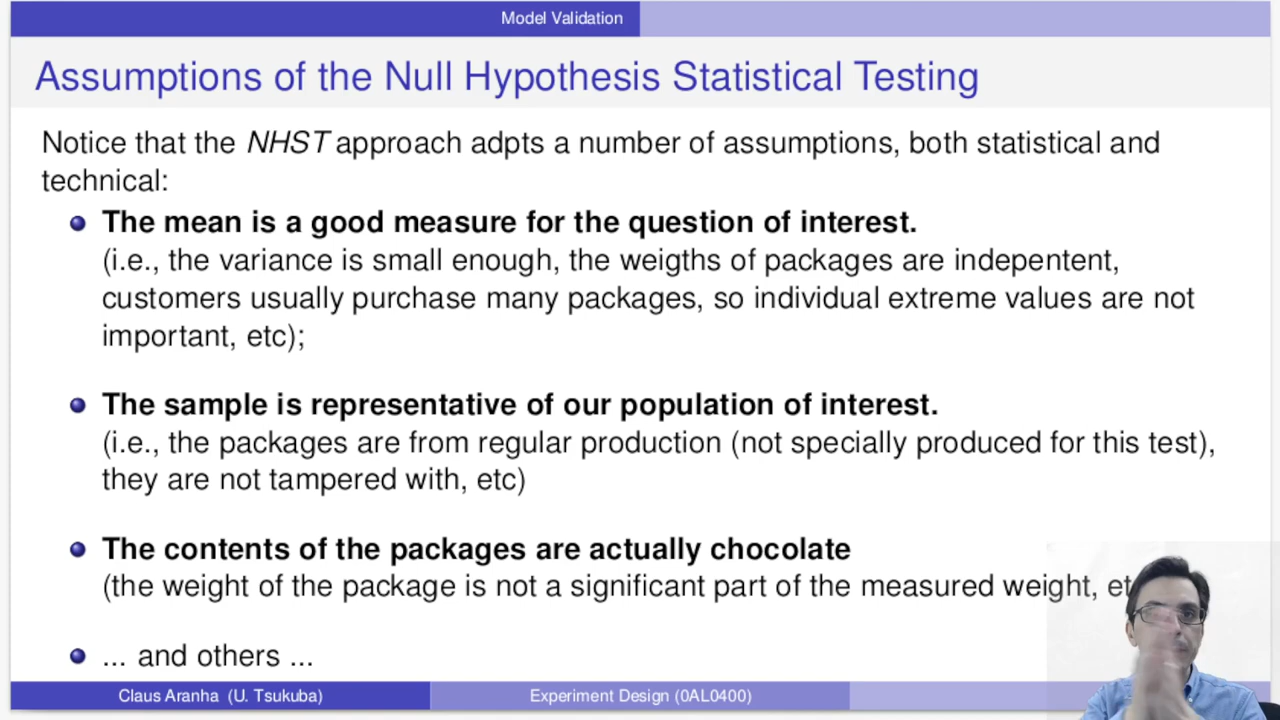 Model Validation
Assumptions of the Null Hypothesis Statistical Testing
Notice that the NHST approach adpts a number of assumptions, both statistical and
technical:
The mean is a good measure for the question of interest.
(i.e., the variance is small enough, the weigths of packages are indepentent,
customers usually purchase many packages, so individual extreme values are not
important, etc);
The sample is representative of our population of interest.
(i.e., the packages are from regular production (not specially produced for this test),
they are not tampered with, etc)
The contents of the packages are actually chocolate
(the weight of the package is not a significant part of the measured weight,
... and others ...
Claus Aranha (U. Tsukuba)
Experiment Design (0AL0400)